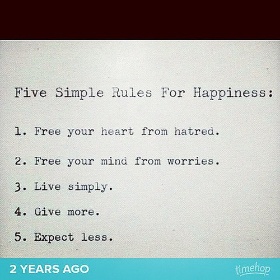 Five Simple Rules For Happiness:
1. Free your heart from hatred.
2. Free your mind from worries.
3. Live simply.
4. Give more.
5. Expect less.
2 YEARS AGO
timehop